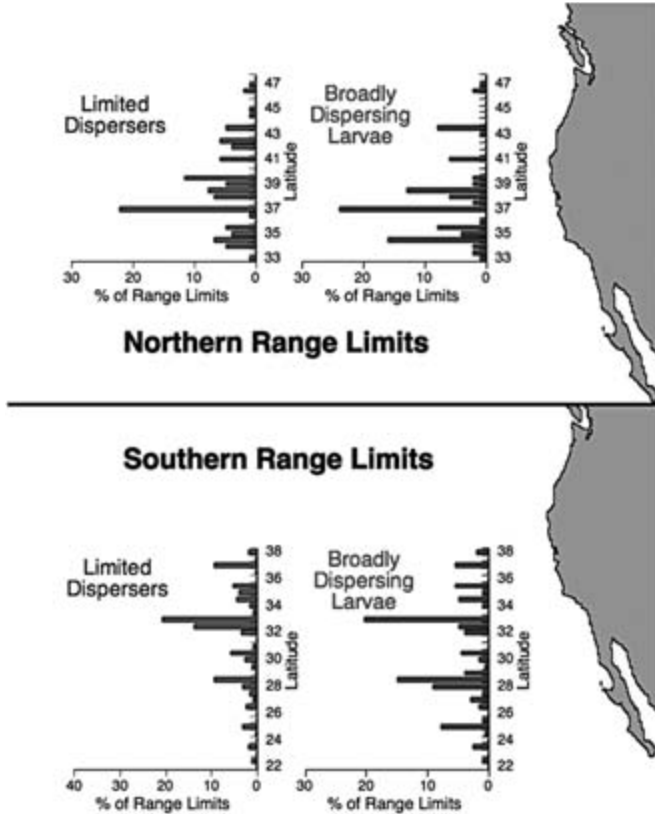 Limited
Dispersers
Broadly
Dispersing
Larvae
47
45
43
41
39
37
35
33
Latitude
47
45
43
41
39
37
35
33
Latitude
30 20 10 0
% of Range Limits
30 20 10 0
% of Range Limits
Northern Range Limits
Southern Range Limits
Limited
Dispersers
Broadly
Dispersing
Larvae
38
36
34
32
30
28
26
24
22
Latitude
38
36
34
32
30
28
26
24
22
Latitude
40 30 20 10 0
% of Range Limits
30 20 10 0
% of Range Limits